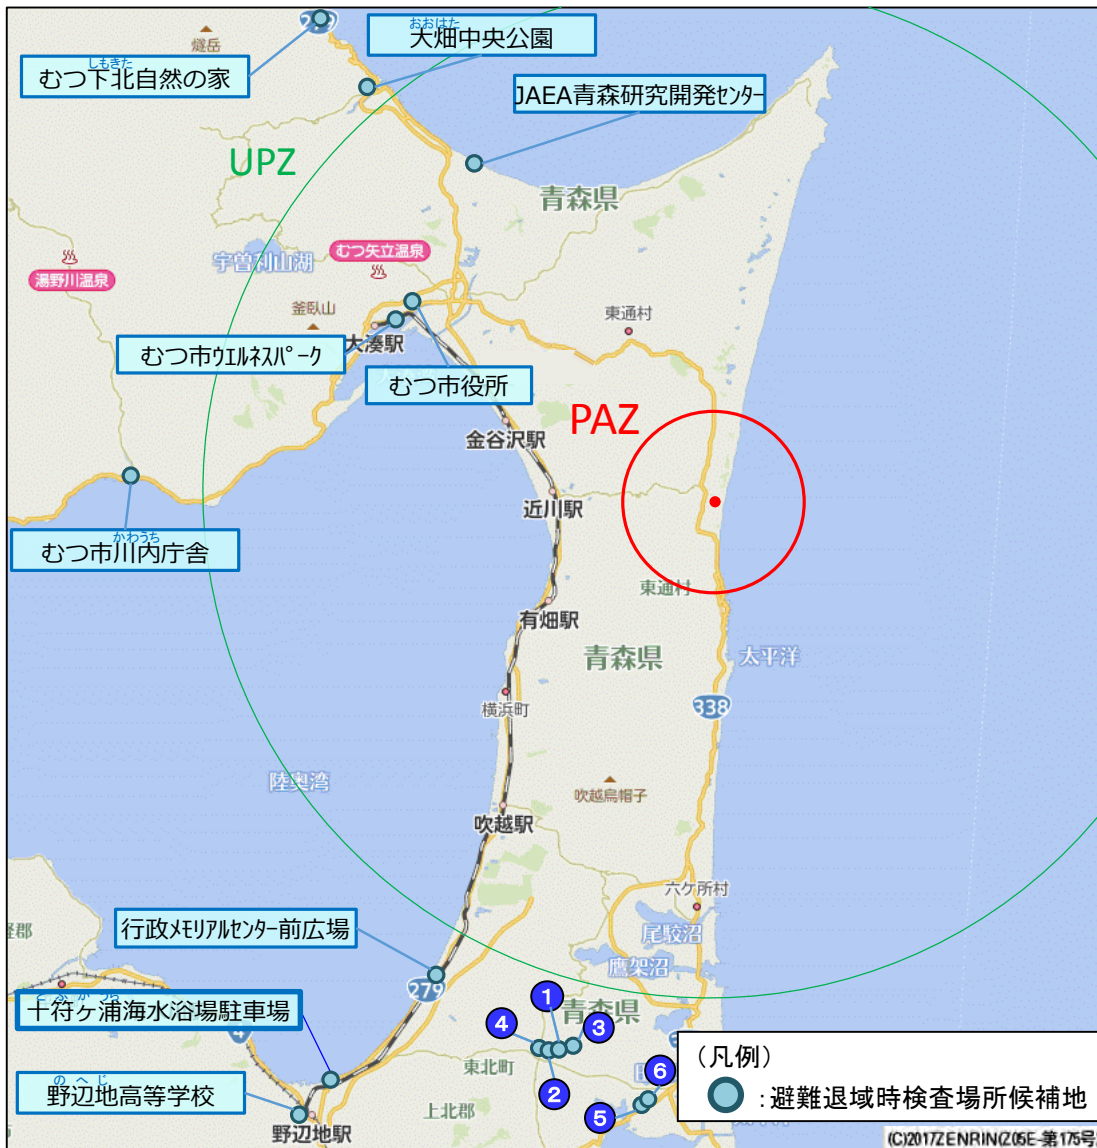 279
燧岳
おおはた
大畑中央公園
しもきた
むつ下北自然の家
JAEA青森研究開発ｾﾝﾀｰ
UPZ
青森県
宇曽利山湖
むつ矢立温泉
湯野川温泉
釜臥山
東通村
大湊駅
むつ市ｳｴﾙﾈｽﾊﾟｰｸ
むつ市役所
PAZ
金谷沢駅
近川駅
かわうち
むつ市川内庁舎
東通村
有畑駅
青森県
太平洋
338
横浜町
陸奥湾
吹越烏帽子
吹越駅
六ケ所村
尾駮沼
行政ﾒﾓﾘｱﾙｾﾝﾀｰ前広場
鷹架沼
279
1
青森県
とふがうら
十符ヶ浦海水浴場駐車場
4
4
3
東北町
2
6
5
のへじ
野辺地高等学校
上北郡
野辺地駅
（凡例）
：避難退域時検査場所候補地
(C)2017ZENRIN(Z05E-第175号)